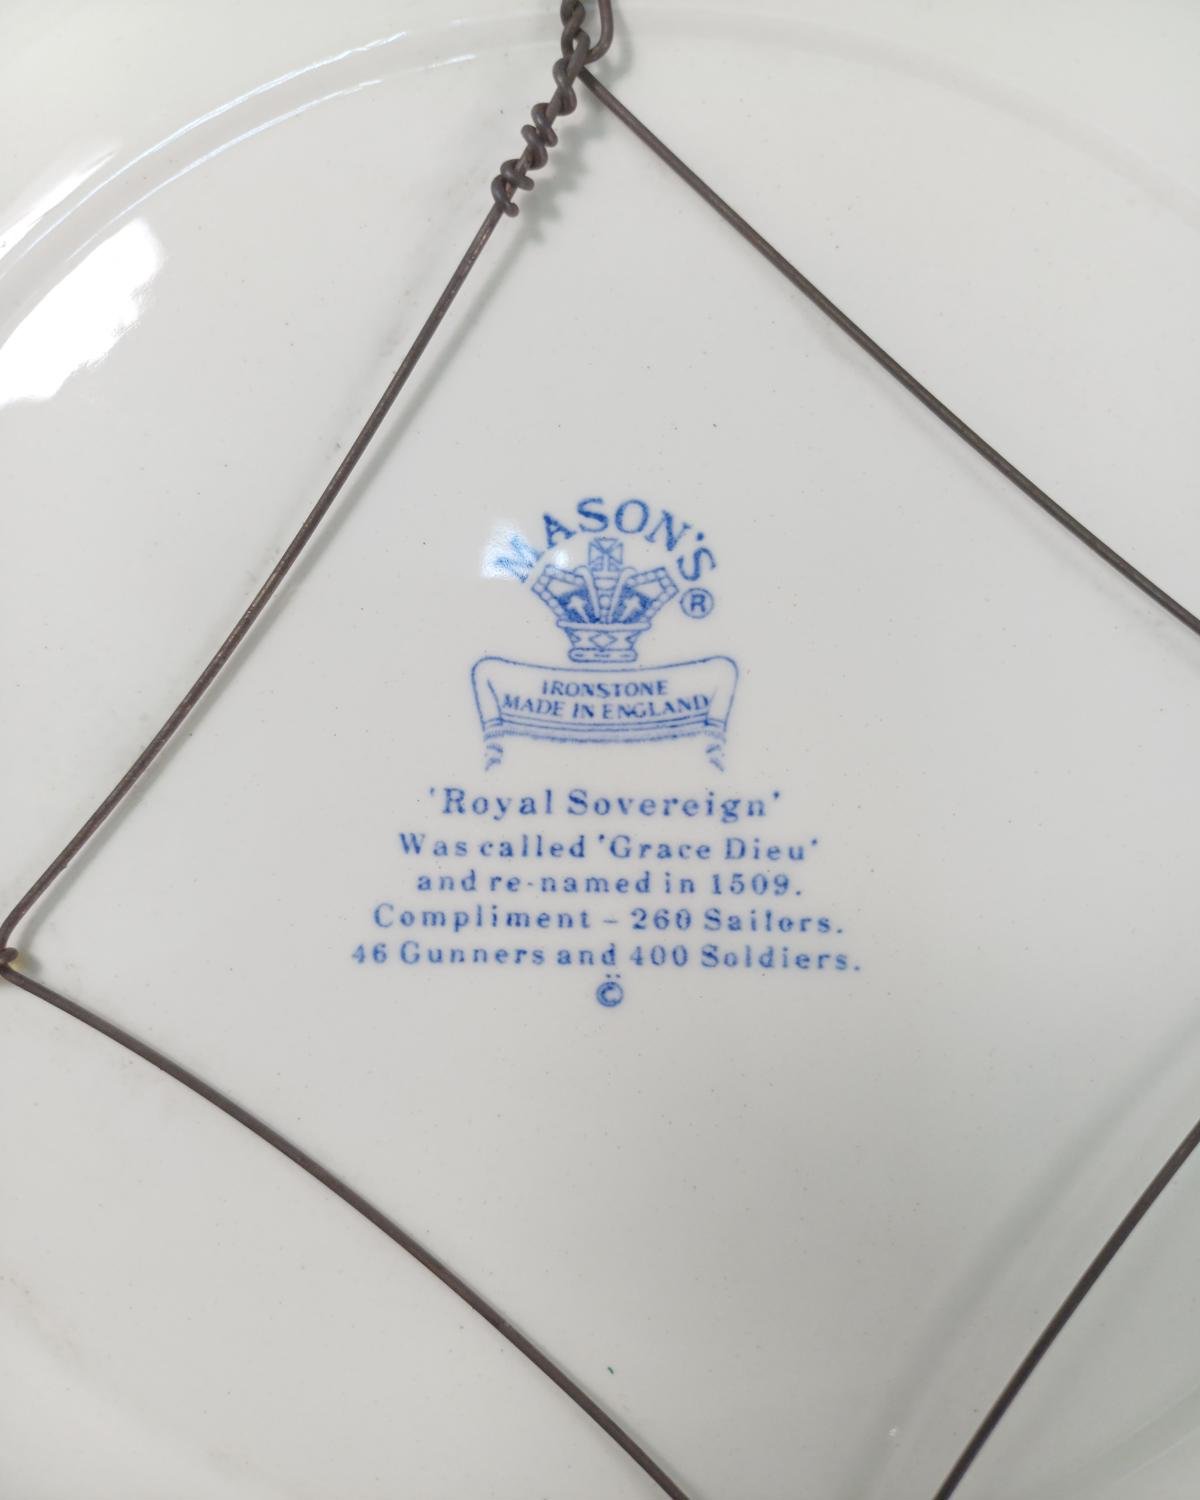 MASON'S
®
IRONSTONE
MADE IN ENGLAND
'Royal Sovereign'
Was called 'Grace Dieu'
and re-named in 1509.
Compliment – 260 Sailors.
46 Gunners and 400 Soldiers.
©